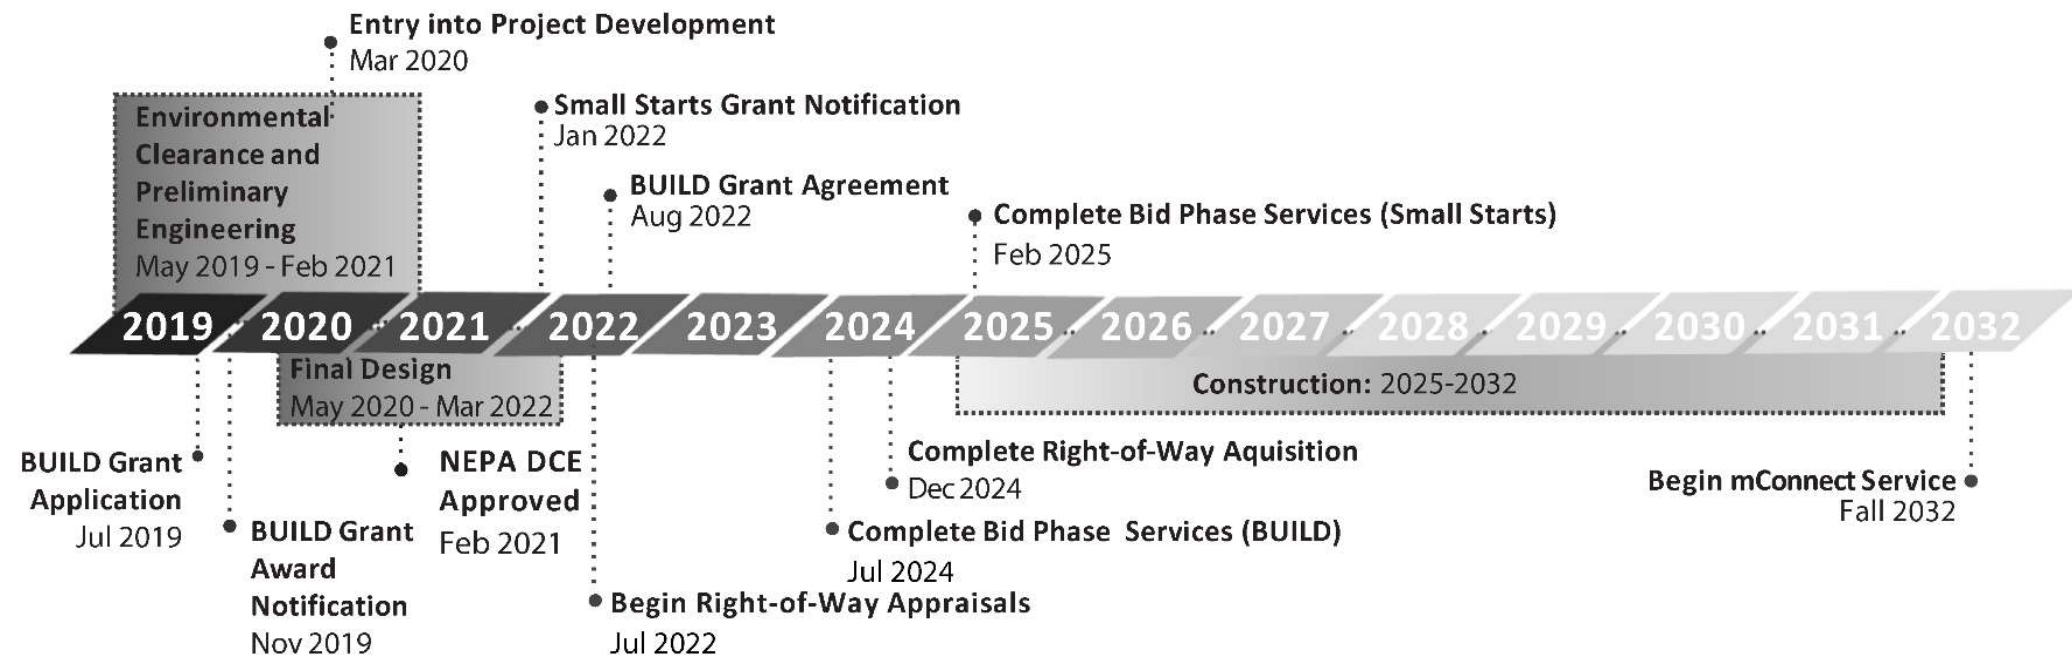 Entry into Project Development
Mar 2020
Environmental
Clearance and
Preliminary
Engineering
May 2019 - Feb 2021
Small Starts Grant Notification
Jan 2022
BUILD Grant Agreement
Aug 2022
Complete Bid Phase Services (Small Starts)
Feb 2025
2019 2020 2021 2022 2023 2024 2025 2026 2027 2028 2029 2030 2031 2032
Final Design
May 2020 - Mar 2022
Construction: 2025-2032
BUILD Grant
Application
Jul 2019
BUILD Grant
Award
Notification
Nov 2019
NEPA DCE
Approved
Feb 2021
Begin Right-of-Way Appraisals
Jul 2022
Complete Right-of-Way Aquisition
Dec 2024
Complete Bid Phase Services (BUILD)
Jul 2024
Begin mConnect Service
Fall 2032